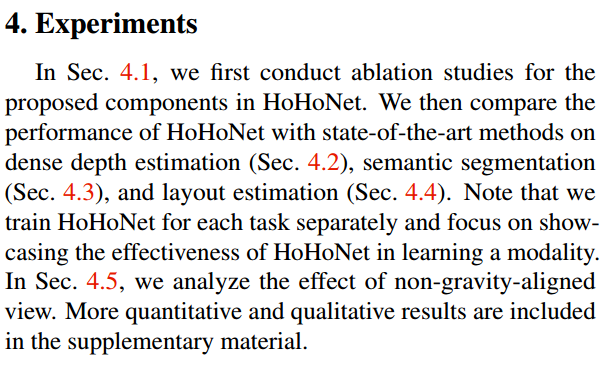 4. Experiments
In Sec. 4.1, we first conduct ablation studies for the
proposed components in HoHoNet. We then compare the
performance of HoHoNet with state-of-the-art methods on
dense depth estimation (Sec. 4.2), semantic segmentation
(Sec. 4.3), and layout estimation (Sec. 4.4). Note that we
train HoHoNet for each task separately and focus on show-
casing the effectiveness of HoHoNet in learning a modality.
In Sec. 4.5, we analyze the effect of non-gravity-aligned
view. More quantitative and qualitative results are included
in the supplementary material.